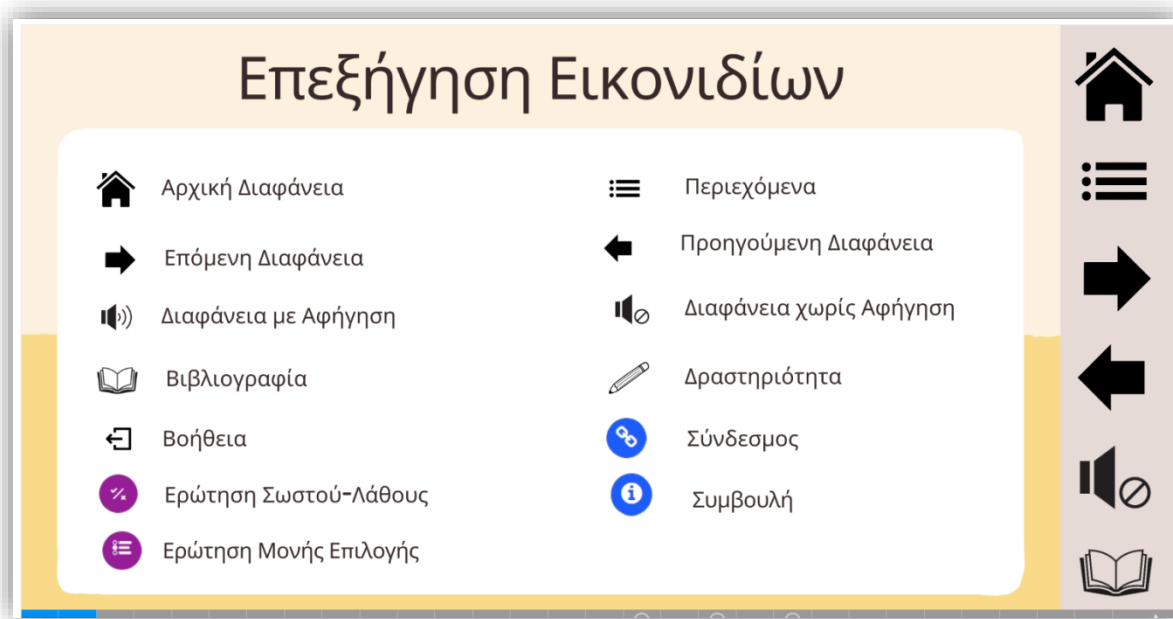 Επεξήγηση Εικονιδίων
Αρχική Διαφάνεια
Περιεχόμενα
Επόμενη Διαφάνεια
Προηγούμενη Διαφάνεια
Διαφάνεια με Αφήγηση
Διαφάνεια χωρίς Αφήγηση
Βιβλιογραφία
Δραστηριότητα
Βοήθεια
Σύνδεσμος
Ερώτηση Σωστού-Λάθους
Συμβουλή
Ερώτηση Μονής Επιλογής